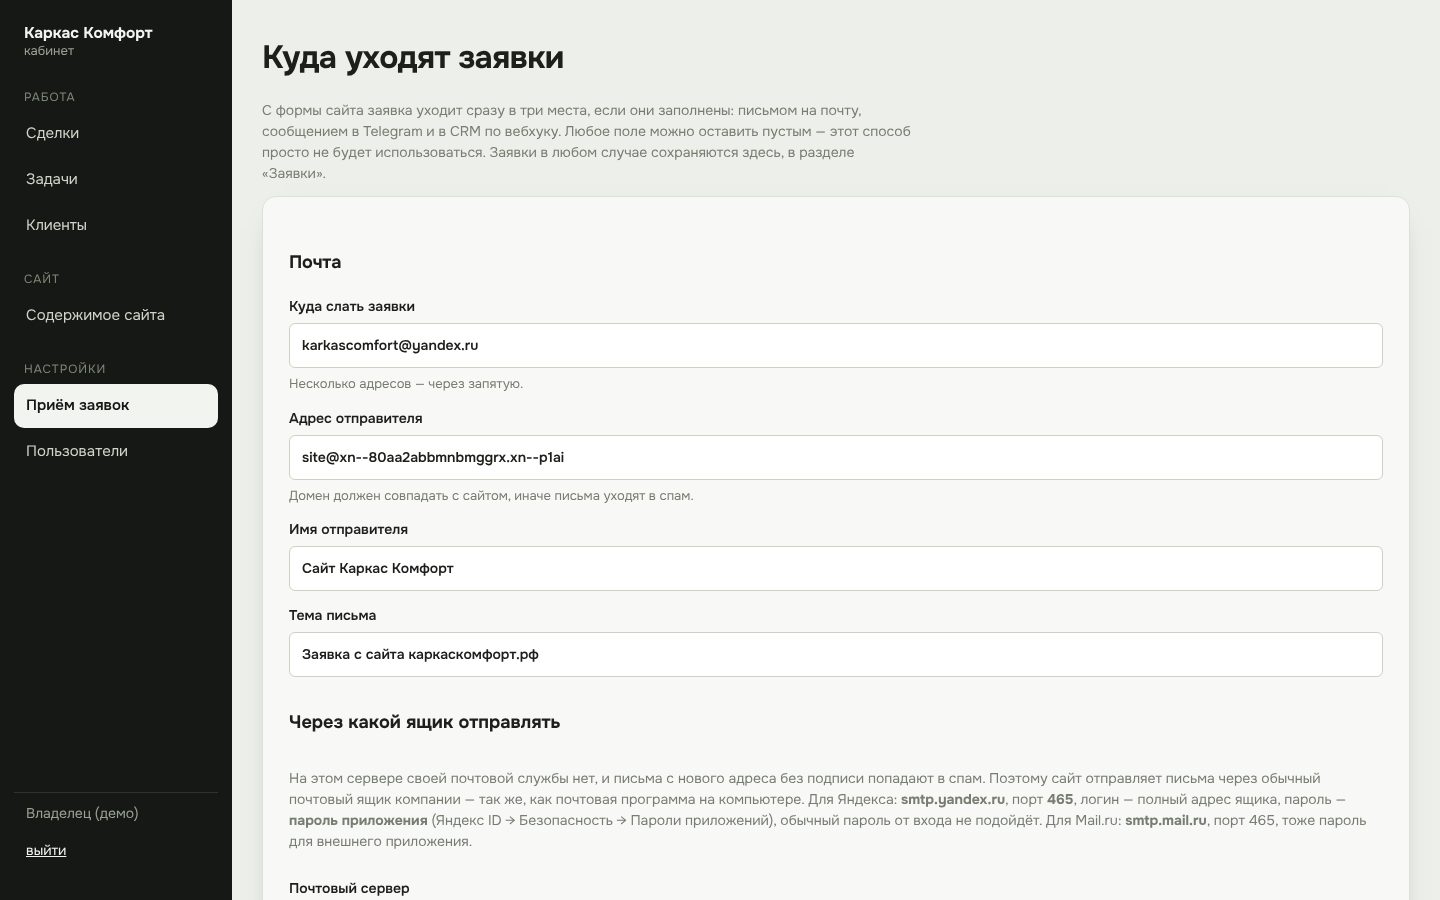 Каркас Комфорт
кабинет
РАБОТА
Сделки
Задачи
Клиенты
САЙТ
Содержимое сайта
НАСТРОЙКИ
Приём заявок
Пользователи
Владелец (демо)
выйти
Куда уходят заявки
С формы сайта заявка уходит сразу в три места, если они заполнены: письмом на почту,
сообщением в Telegram и в CRM по вебхуку. Любое поле можно оставить пустым — этот способ
просто не будет использоваться. Заявки в любом случае сохраняются здесь, в разделе
«Заявки».
Почта
Куда слать заявки
karkascomfort@yandex.ru
Несколько адресов — через запятую.
Адрес отправителя
site@xn--80aa2abbmnbmggrx.xn--p1ai
Домен должен совпадать с сайтом, иначе письма уходят в спам.
Имя отправителя
Сайт Каркас Комфорт
Тема письма
Заявка с сайта каркаскомфорт.рф
Через какой ящик отправлять
На этом сервере своей почтовой службы нет, и письма с нового адреса без подписи попадают в спам. Поэтому сайт отправляет письма через обычный
почтовый ящик компании — так же, как почтовая программа на компьютере. Для Яндекса: smtp.yandex.ru, порт 465, логин — полный адрес ящика, пароль —
пароль приложения (Яндекс ID → Безопасность → Пароли приложений), обычный пароль от входа не подойдёт. Для Mail.ru: smtp.mail.ru, порт 465, тоже пароль
для внешнего приложения.
Почтовый сервер